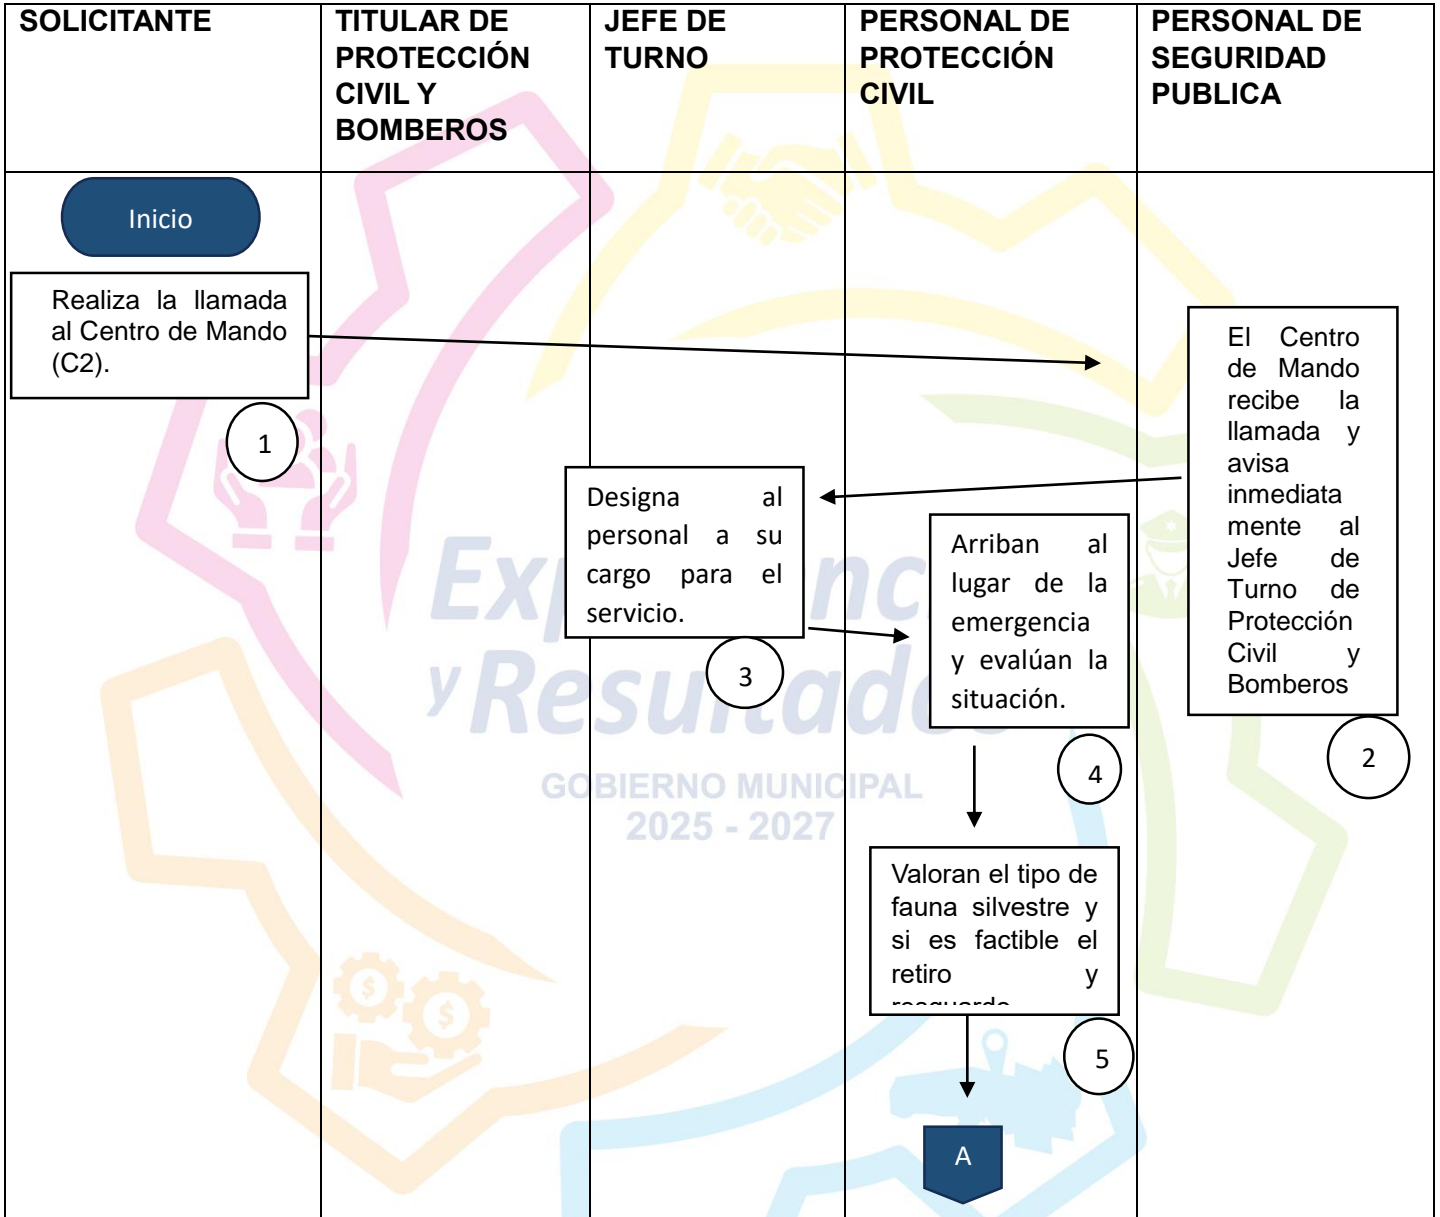 SOLICITANTE
TITULAR DE
PROTECCIÓN
CIVIL Y
BOMBEROS
JEFE DE
TURNO
PERSONAL DE
PROTECCIÓN
CIVIL
PERSONAL DE
SEGURIDAD
PUBLICA
Inicio
Realiza la llamada
al Centro de Mando
(C2).
1
El Centro
de Mando
recibe la
llamada y
avisa
inmediata
mente al
Jefe de
Turno de
Protección
Civil y
Bomberos
2
Designa al
personal a su
cargo para el
servicio.
3
Arriban al
lugar de la
emergencia
y evalúan la
situación.
4
Valoran el tipo de
fauna silvestre y
si es factible el
retiro y
resguardo
5
A
y
GOBIERNO MUNICIPAL
2025 - 2027